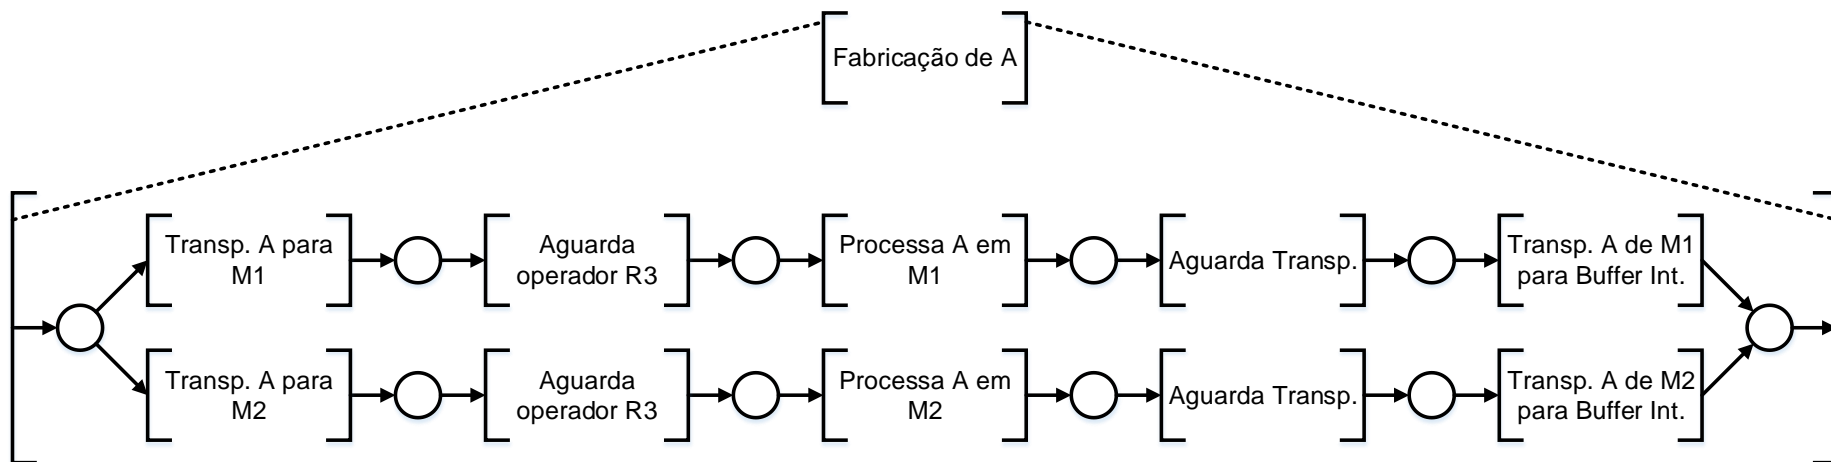 Fabricação de A
Transp. A para
M1
Aguarda
operador R3
Processa A em
M1
Aguarda Transp.
Transp. A de M1
para Buffer Int.
Transp. A para
M2
Aguarda
operador R3
Processa A em
M2
Aguarda Transp.
Transp. A de M2
para Buffer Int.